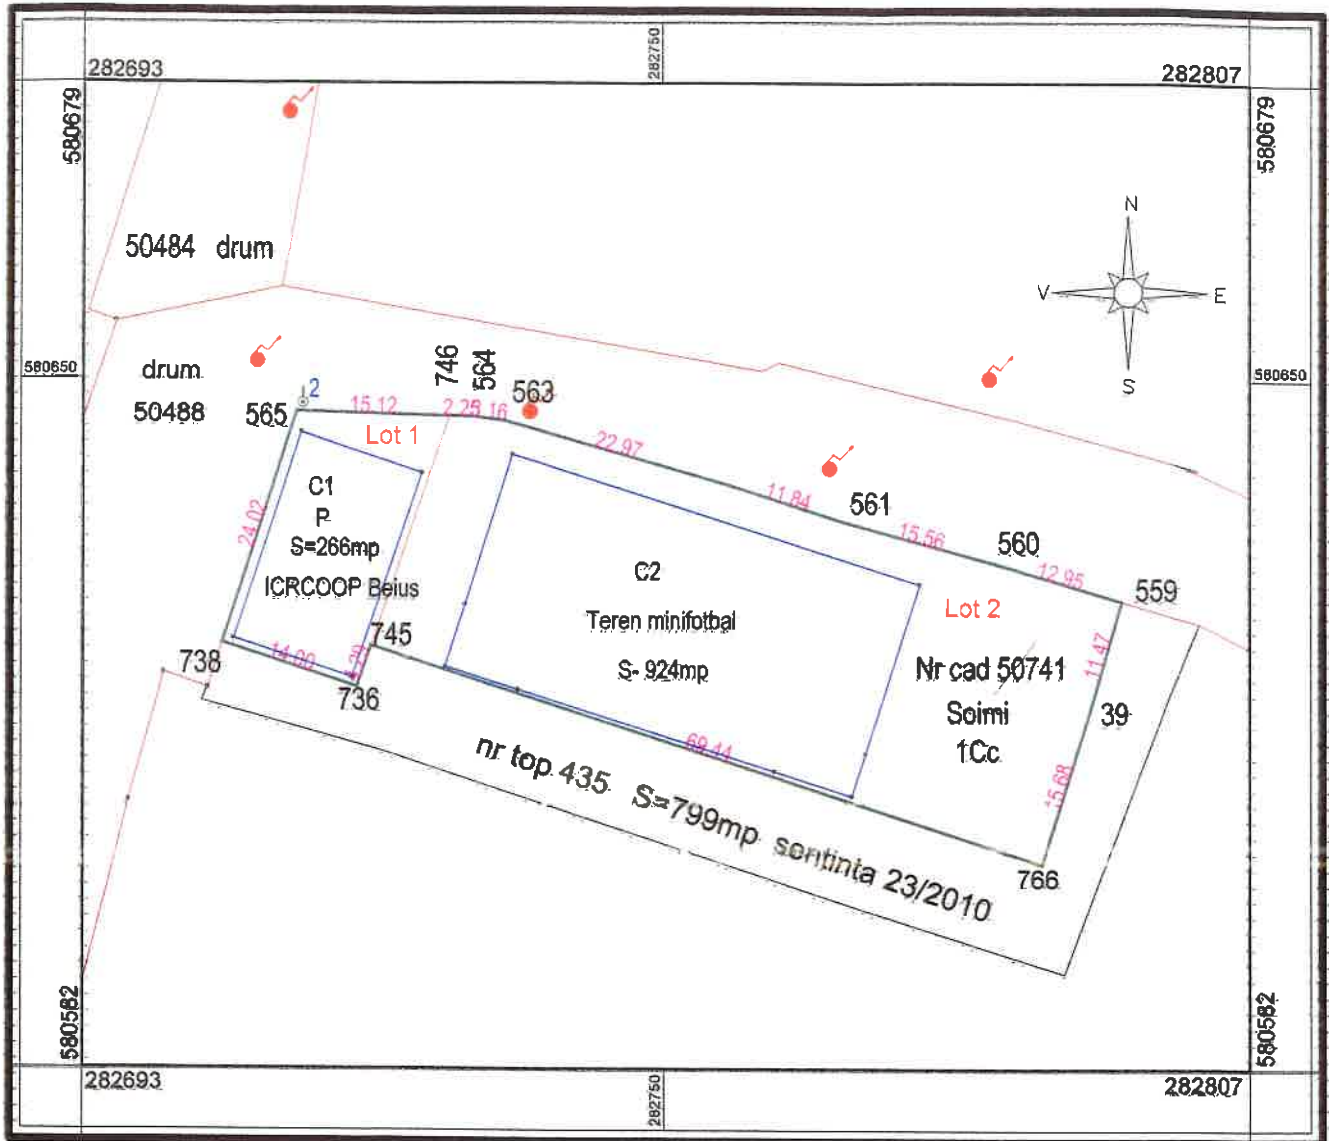 282750
282693
282807
580679
580679
N
50484 drum
V
E
S
580650
580650
drum
50488
746
564
563
565
2
15.12
2.25
Lot 1
22.97
C1
P
S=266mp
ICRCOOP Beius
24.02
11.84
561
15.56
560
12.95
559
C2
Teren minifotbal
S- 924mp
Lot 2
Nr cad 50741
Soimi
1Cc
11.47
39
15.68
745
738
14.00
736
69.44
nr top 435 S=799mp sentinta 23/2010
766
580582
580582
282693
282750
282807